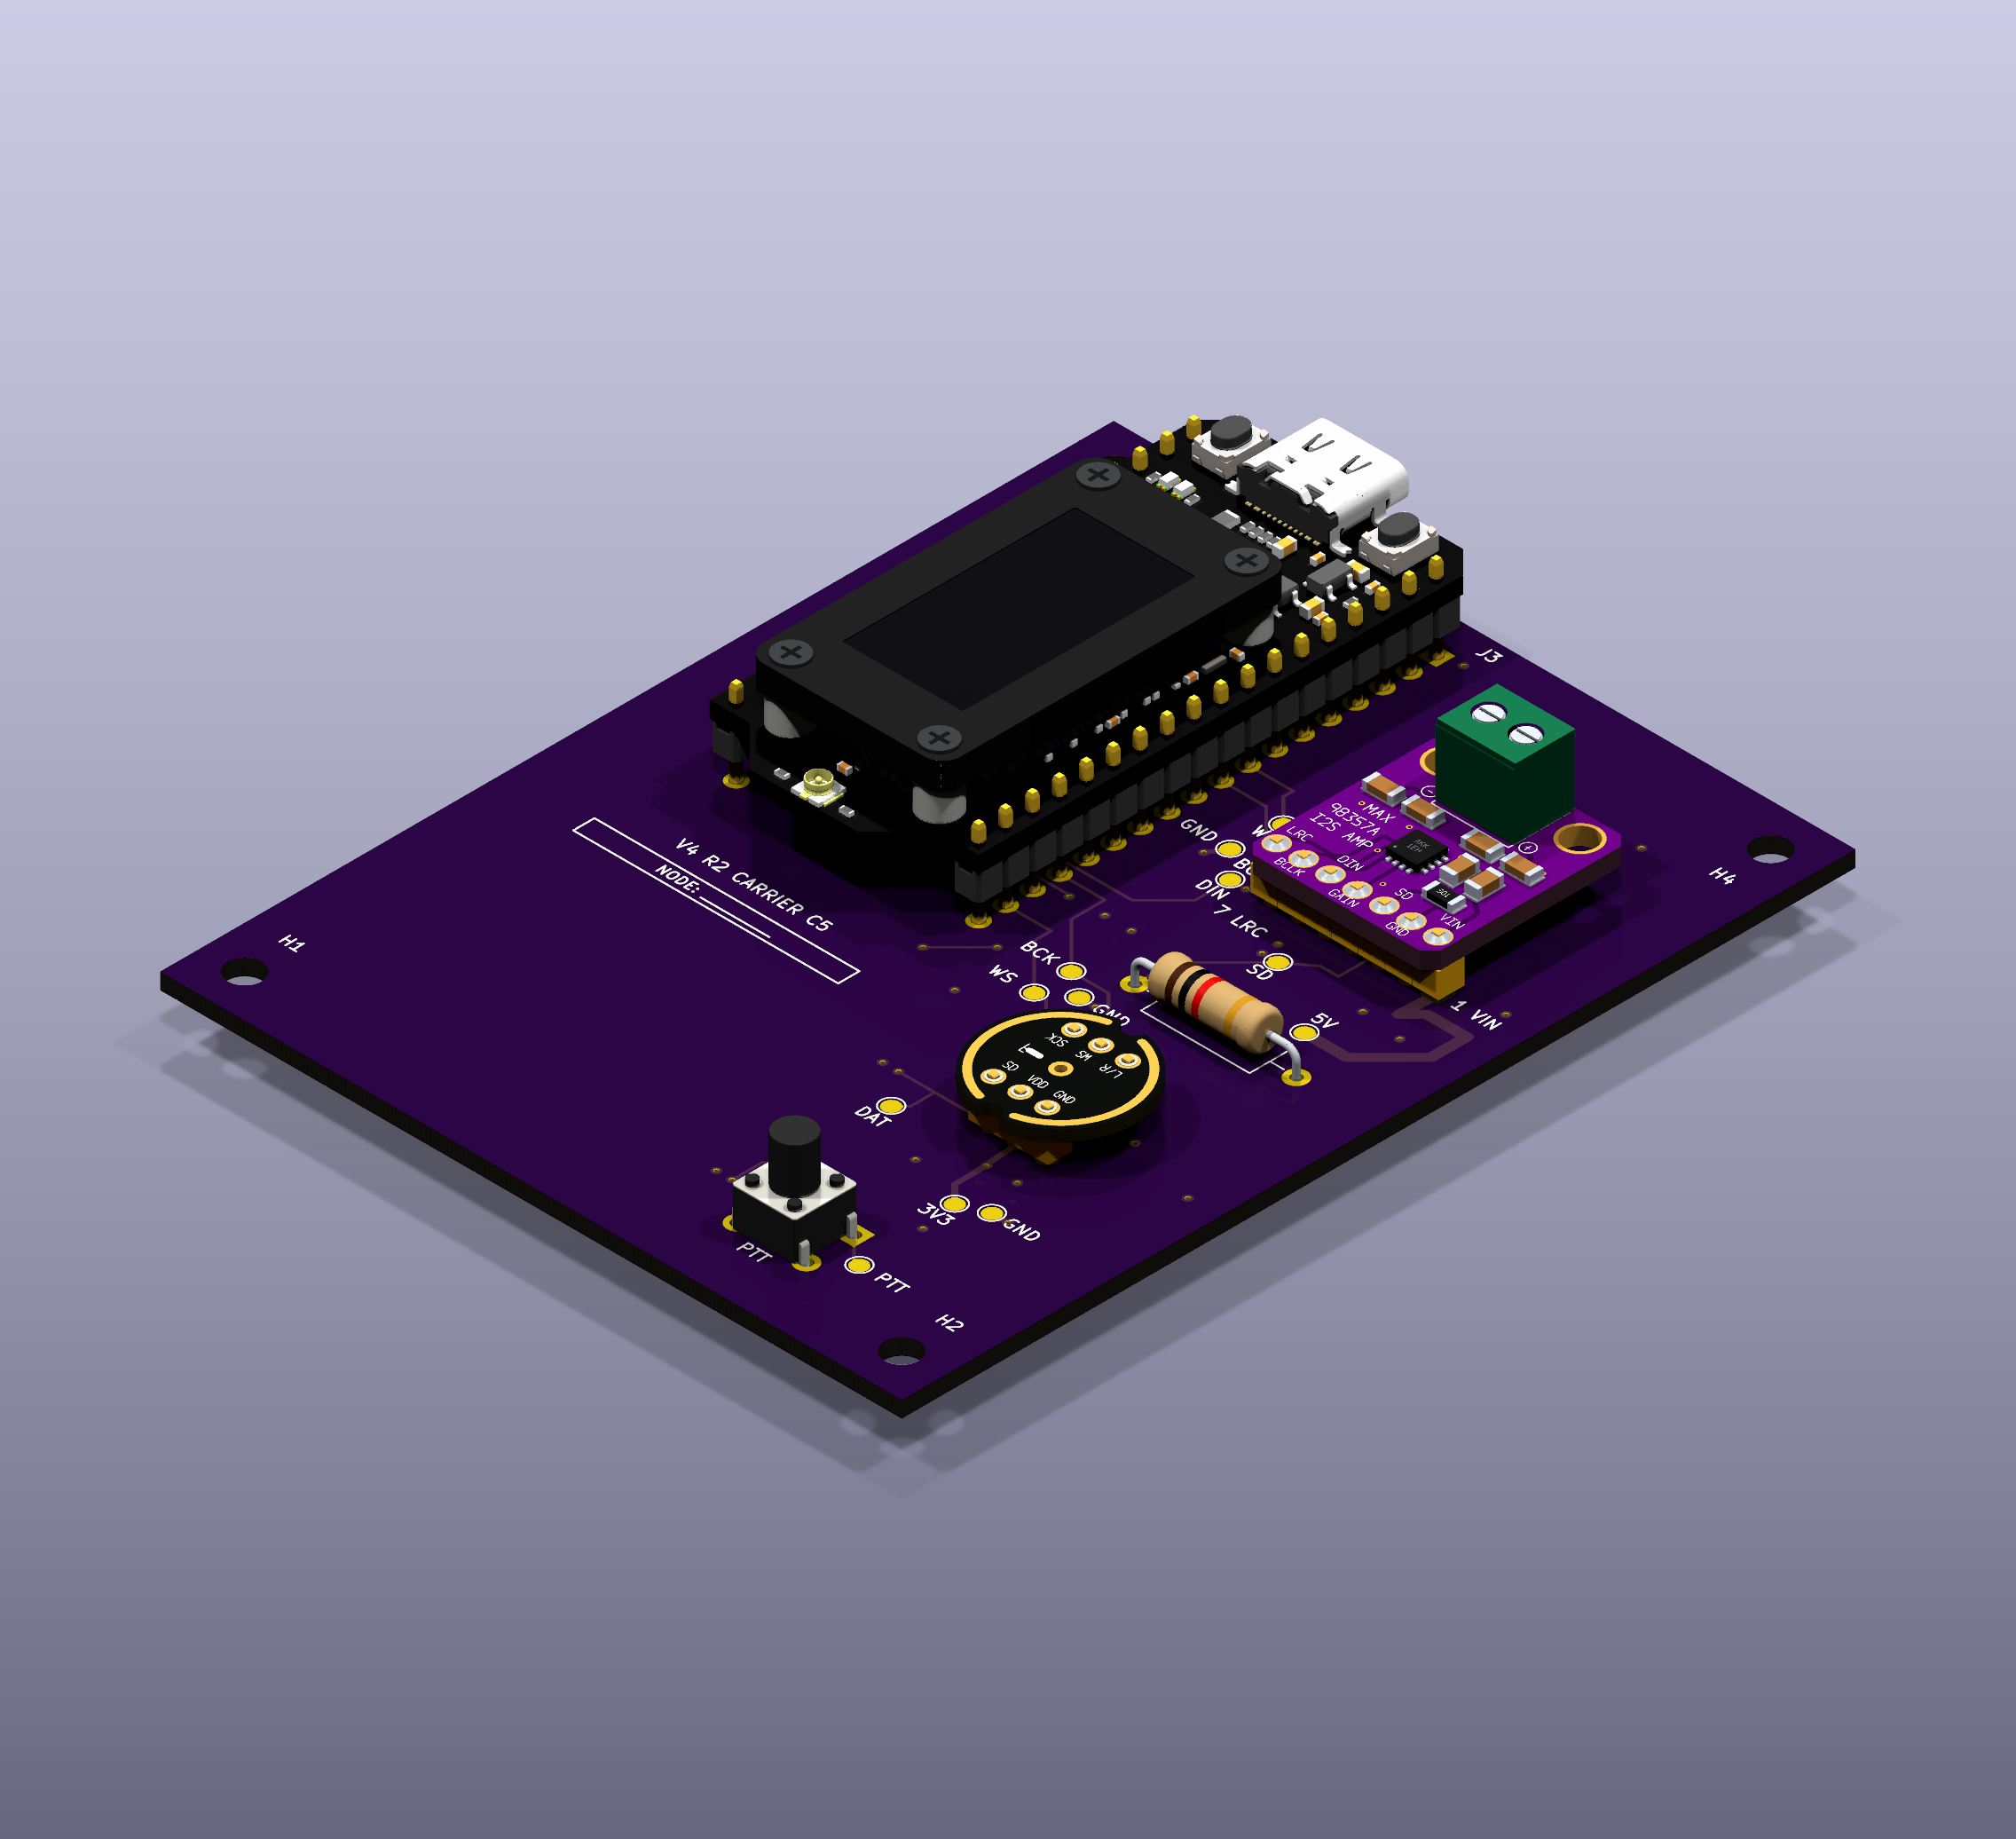 J3
MAX
98357A
I2S AMP
LRC
BCLK
DIN
GAIN
SD
GND
VIN
GND
DIN
7 LRC
H4
V4 R2 CARRIER C5
NODE:
H1
BCK
WS
GND
SD
5V
1 VIN
SCK
WS
L/R
SD
VDD
GND
DAT
3V3
GND
PTT
PTT
H2